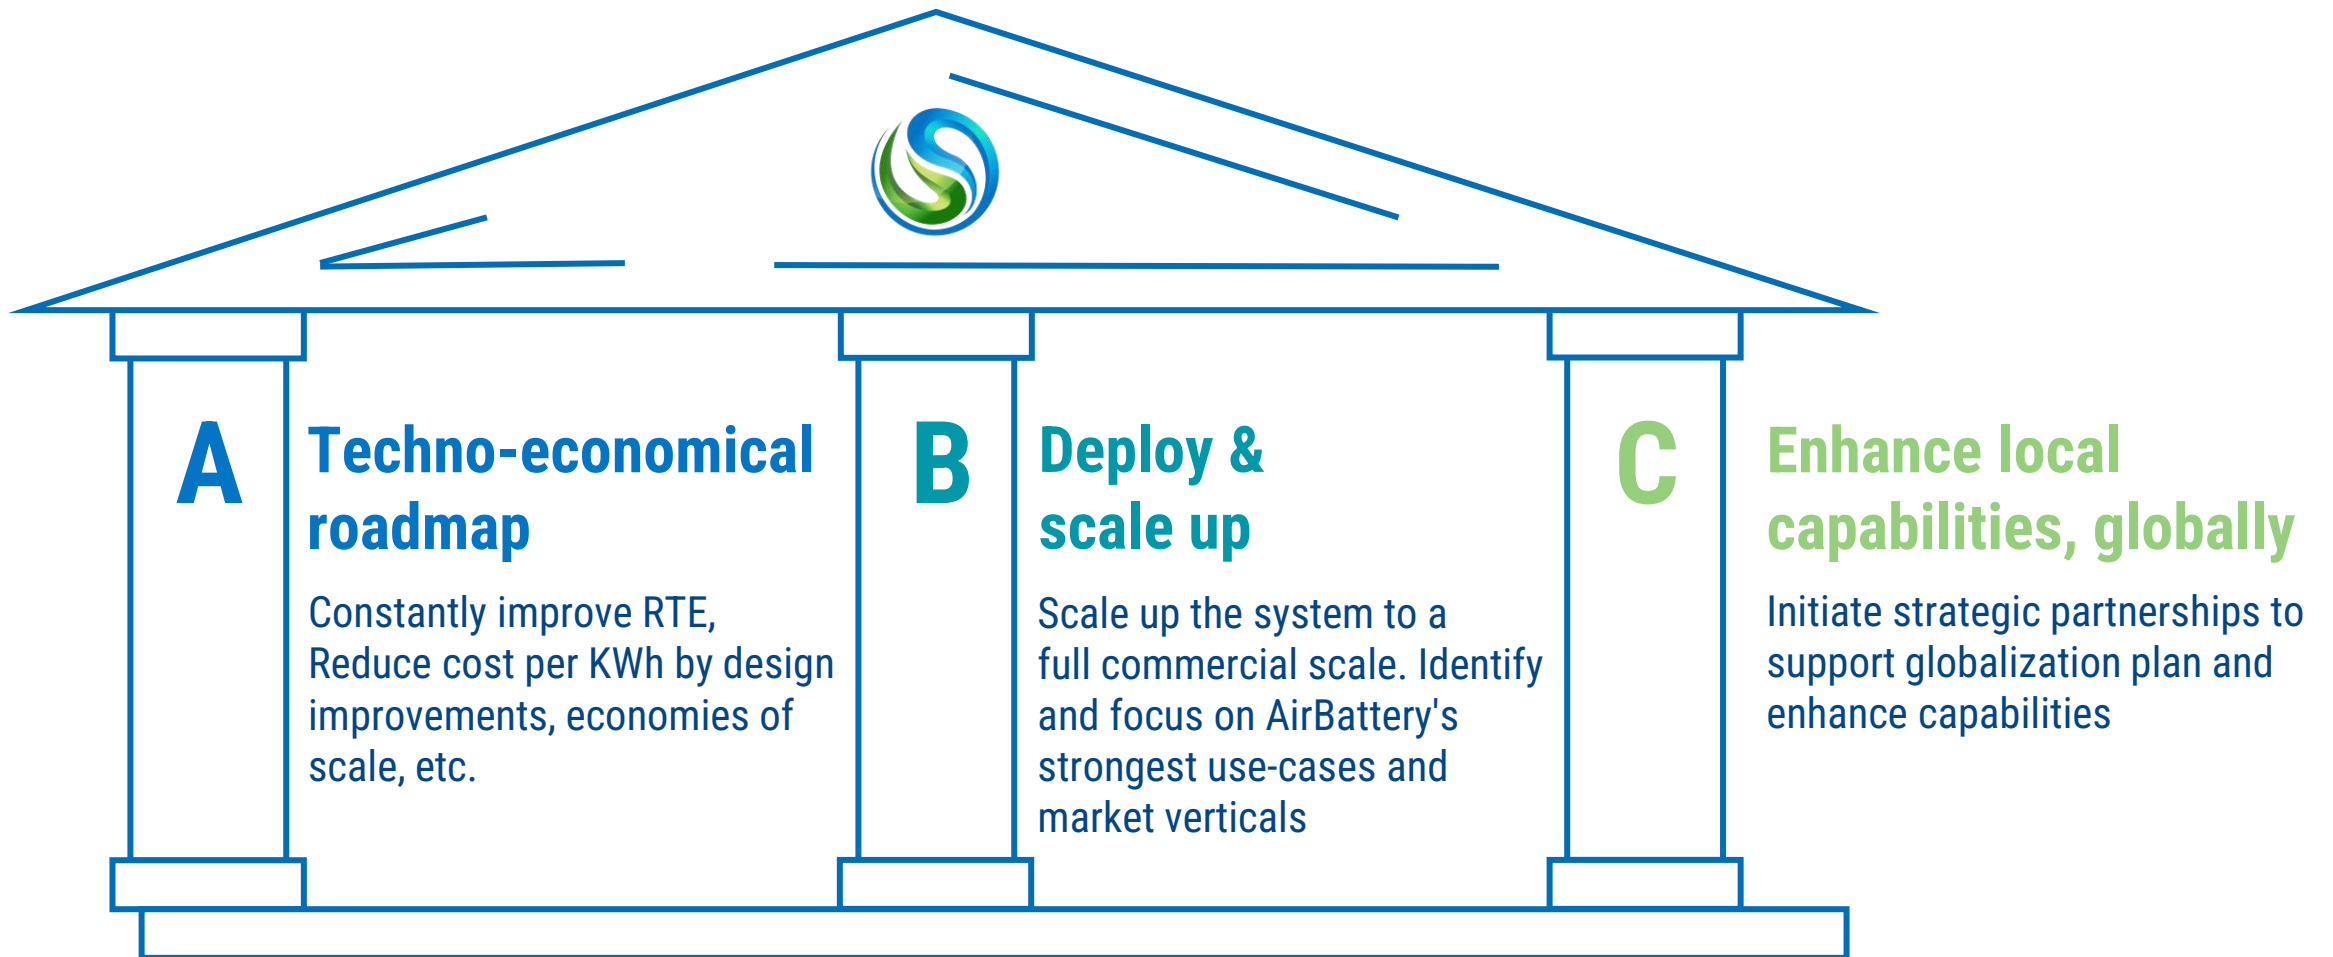 A
Techno-economical
roadmap
Constantly improve RTE,
Reduce cost per KWh by design
improvements, economies of
scale, etc.
B
Deploy &
scale up
Scale up the system to a
full commercial scale. Identify
and focus on AirBattery's
strongest use-cases and
market verticals
C
Enhance local
capabilities, globally
Initiate strategic partnerships to
support globalization plan and
enhance capabilities